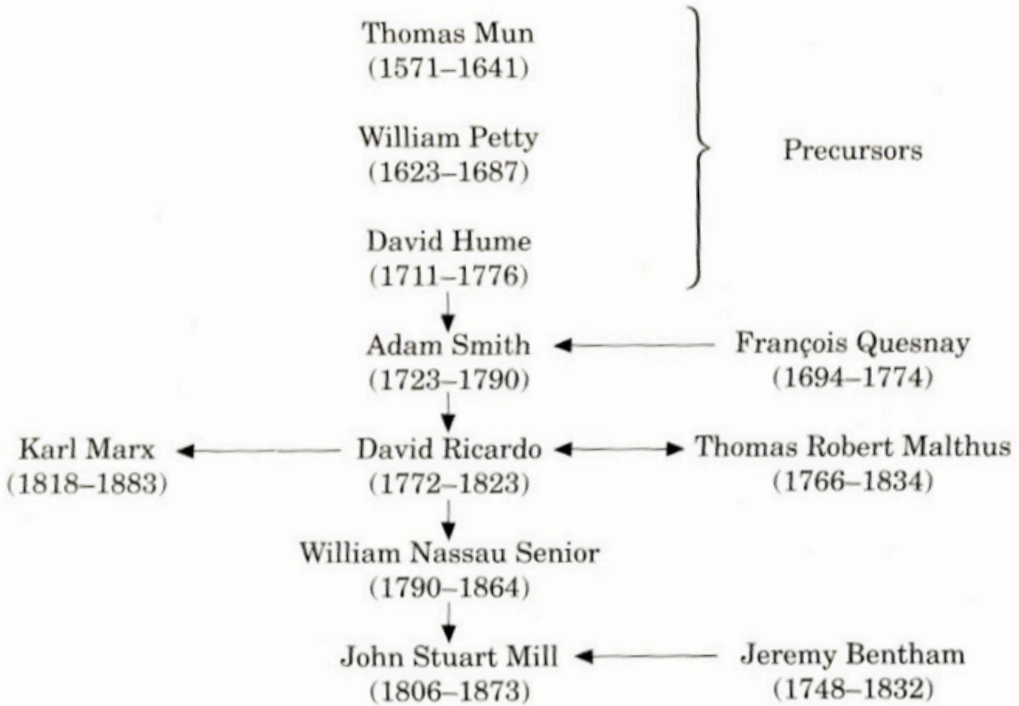 Thomas Mun
(1571–1641)
William Petty
(1623–1687)
Precursors
David Hume
(1711–1776)
Adam Smith
(1723–1790)
François Quesnay
(1694–1774)
Karl Marx
(1818–1883)
David Ricardo
(1772–1823)
Thomas Robert Malthus
(1766–1834)
William Nassau Senior
(1790–1864)
John Stuart Mill
(1806–1873)
Jeremy Bentham
(1748–1832)